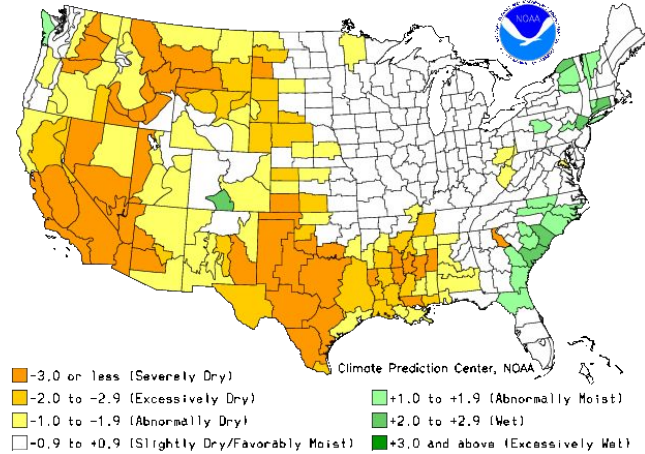 NOAA
Climate Prediction Center, NOAA
-3.0 or less (Severely Dry)
-2.0 to -2.9 (Excessively Dry)
-1.0 to -1.9 (Abnormally Dry)
-0.9 to +0.9 (Slightly Dry/Favorably Moist)
+1.0 to +1.9 (Abnormally Moist)
+2.0 to +2.9 (Wet)
+3.0 and above (Excessively Wet)